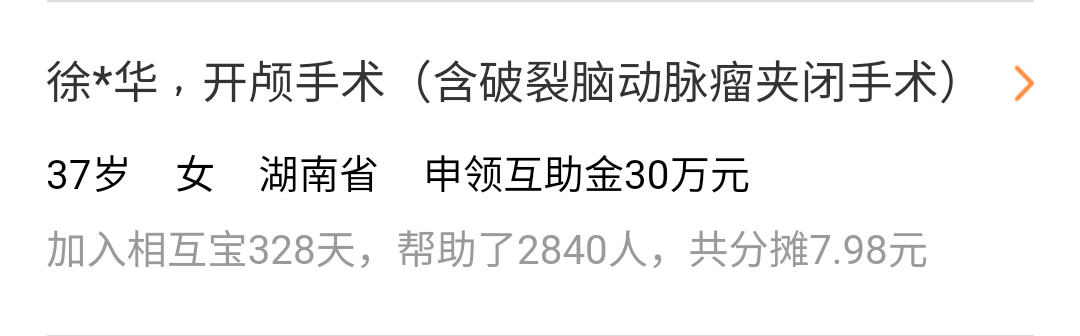 徐*华，开颅手术（含破裂脑动脉瘤夹闭手术）
37岁 女 湖南省 申领互助金30万元
加入相互宝328天，帮助了2840人，共分摊7.98元